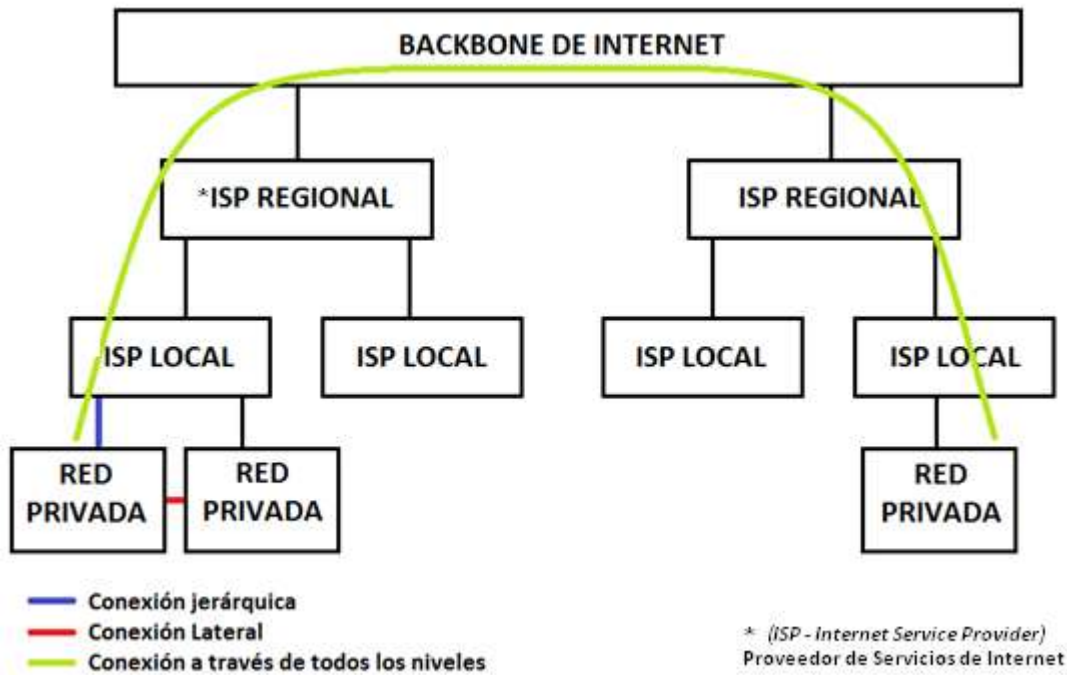 BACKBONE DE INTERNET
*ISP REGIONAL
ISP REGIONAL
ISP LOCAL
ISP LOCAL
ISP LOCAL
ISP LOCAL
RED
PRIVADA
RED
PRIVADA
RED
PRIVADA
Conexión jerárquica
Conexión Lateral
Conexión a través de todos los niveles
* (ISP - Internet Service Provider)
Proveedor de Servicios de Internet